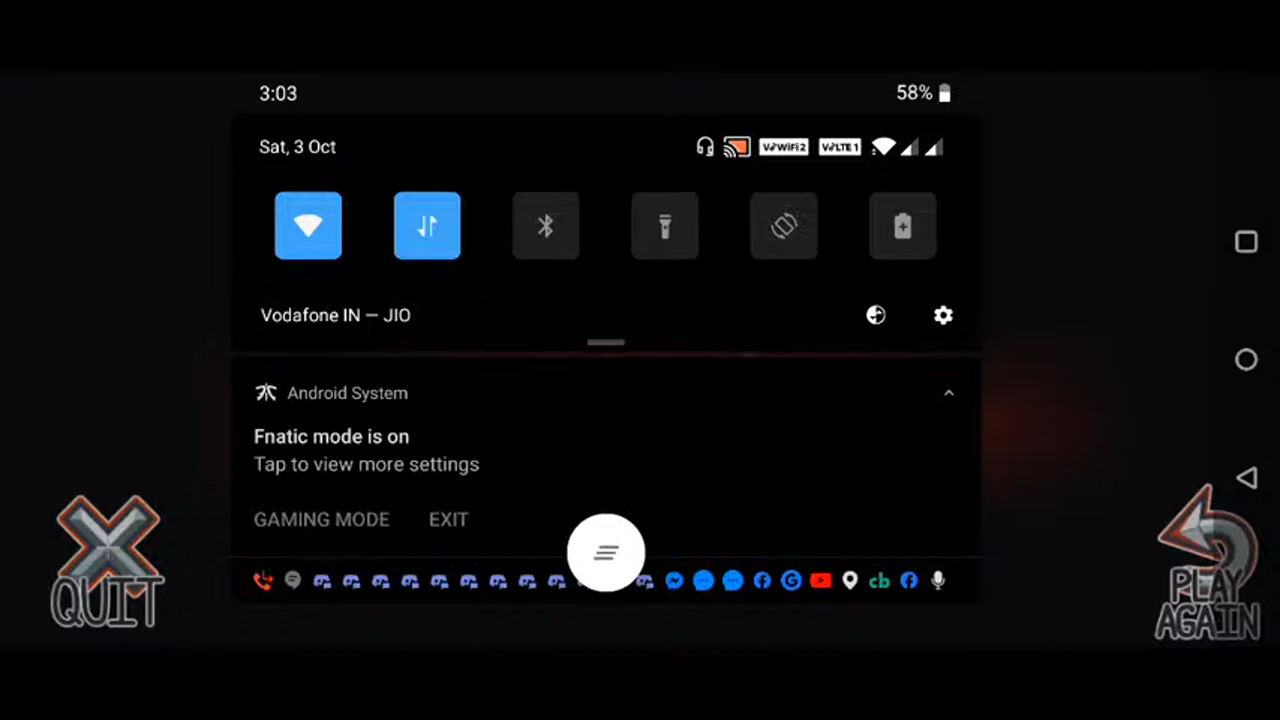 3:03
58%
Sat, 3 Oct
VoWiFi2 VoLTE1
Vodafone IN — JIO
Android System
Fnatic mode is on
Tap to view more settings
GAMING MODE EXIT
cb
QUIT
PLAY
AGAIN